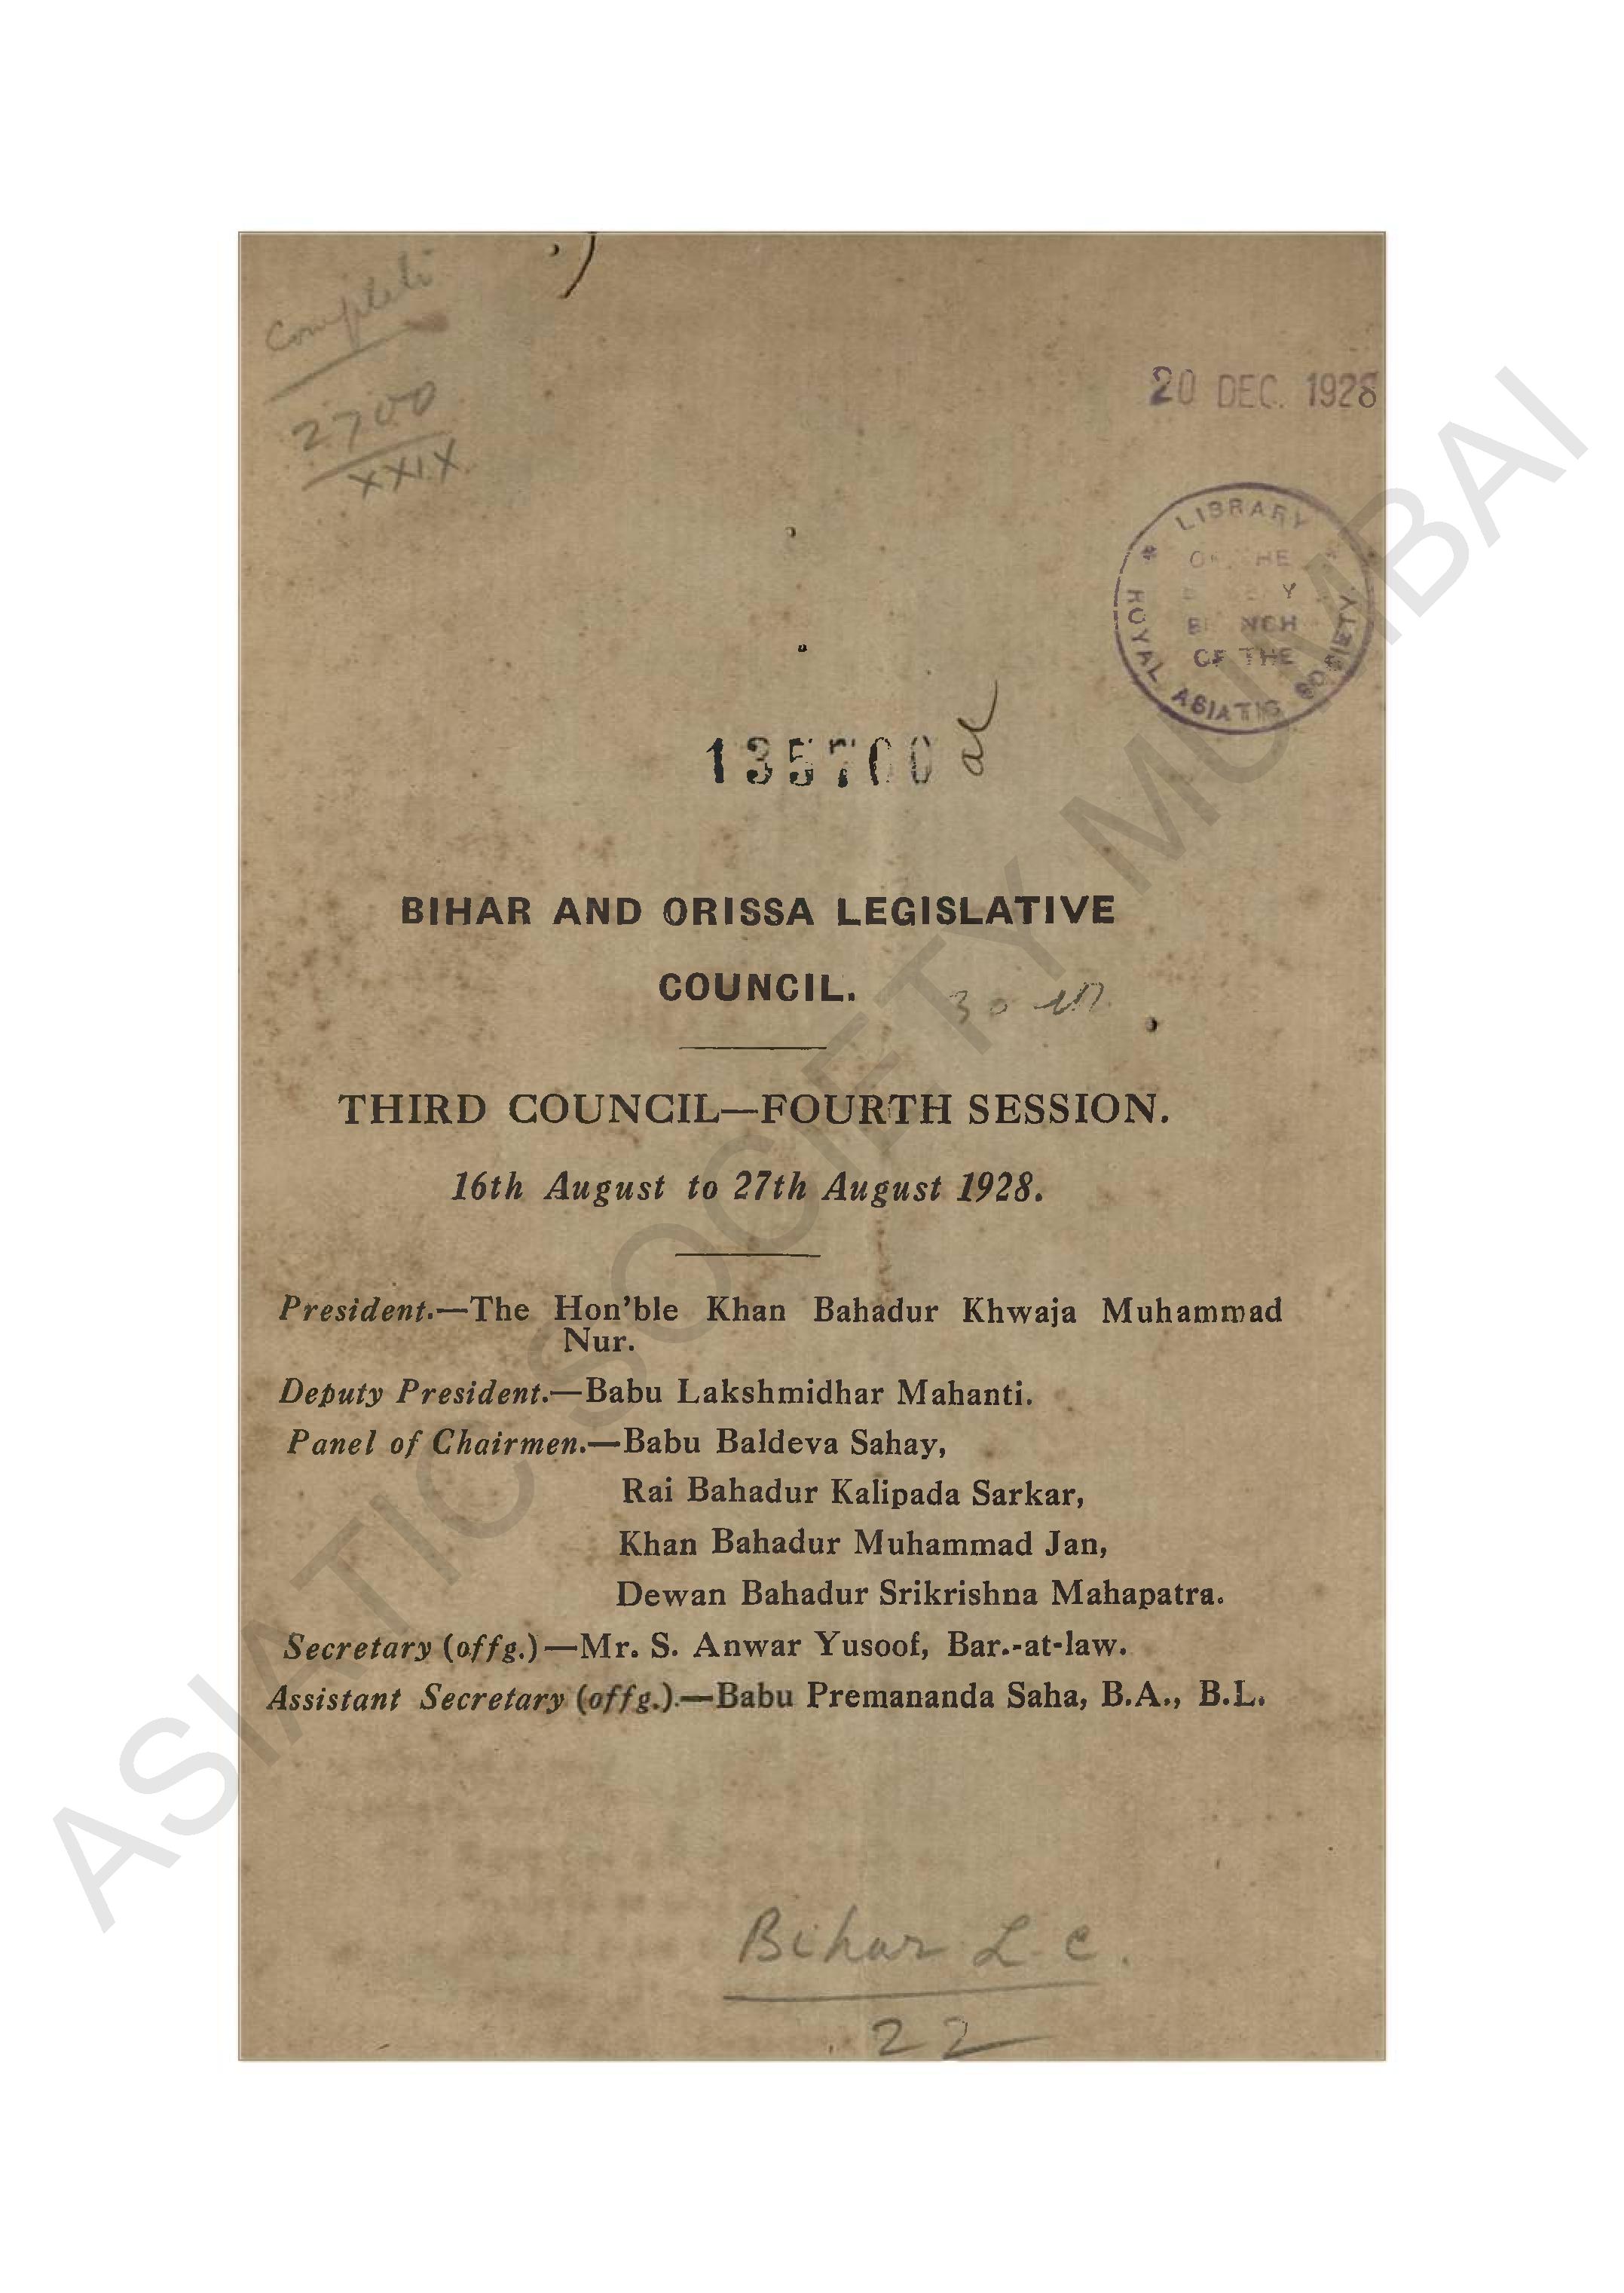 2700
XXIX
20 DEC. 1928
LIBRARY
OF THE
BRANCH
OF THE
ROYAL ASIATIC SOCIETY
135700
BIHAR AND ORISSA LEGISLATIVE
COUNCIL.
THIRD COUNCIL—FOURTH SESSION.
16th August to 27th August 1928.
President.—The Hon'ble Khan Bahadur Khwaja Muhammad
Nur.
Deputy President.—Babu Lakshmidhar Mahanti.
Panel of Chairmen.—Babu Baldeva Sahay,
Rai Bahadur Kalipada Sarkar,
Khan Bahadur Muhammad Jan,
Dewan Bahadur Srikrishna Mahapatra.
Secretary (offg.)—Mr. S. Anwar Yusoof, Bar.-at-law.
Assistant Secretary (offg.).—Babu Premananda Saha, B.A., B.L.
Bihar L.C.
22
ASIATIC SOCIETY MUMBAI